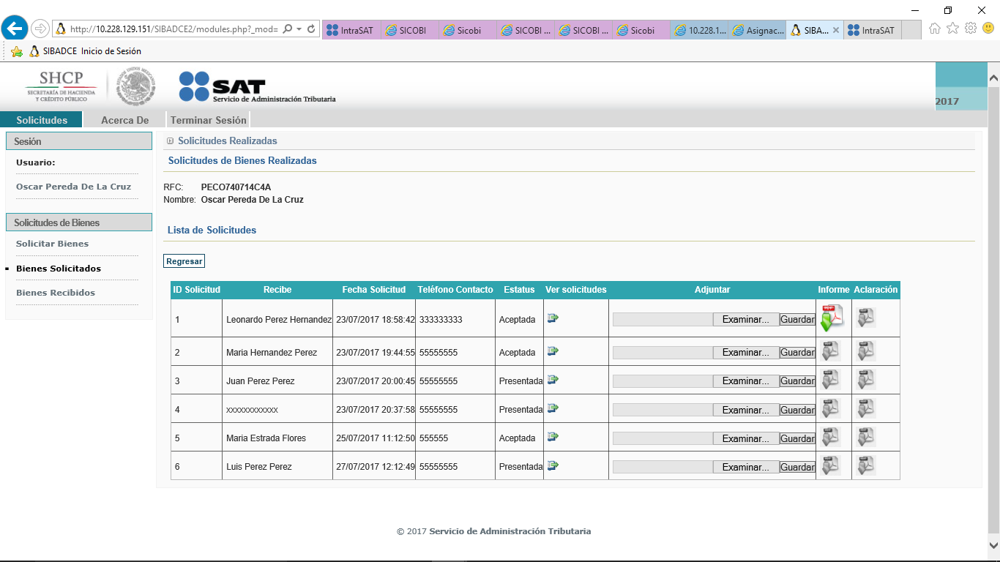 http://10.228.129.151/SIBADCE2/modules.php?_mod=
IntraSAT
SICOBI
Sicobi
SICOBI ...
SICOBI ...
Sicobi
10.228.1...
Asignac...
SIBA...
IntraSAT
SIBADCE Inicio de Sesión
SHCP
SECRETARÍA DE HACIENDA
Y CRÉDITO PÚBLICO
SAT
Servicio de Administración Tributaria
2017
Solicitudes Acerca De Terminar Sesión
Sesión
Usuario:
Oscar Pereda De La Cruz
Solicitudes de Bienes
Solicitar Bienes
Bienes Solicitados
Bienes Recibidos
Solicitudes Realizadas
Solicitudes de Bienes Realizadas
RFC: PECO740714C4A
Nombre: Oscar Pereda De La Cruz
Lista de Solicitudes
Regresar
ID Solicitud Recibe Fecha Solicitud Teléfono Contacto Estatus Ver solicitudes Adjuntar Informe Aclaración
1 Leonardo Perez Hernandez 23/07/2017 18:58:42 333333333 Aceptada Examinar... Guardar
2 Maria Hernandez Perez 23/07/2017 19:44:55 55555555 Aceptada Examinar... Guardar
3 Juan Perez Perez 23/07/2017 20:00:45 55555555 Presentada Examinar... Guardar
4 xxxxxxxxxxxx 23/07/2017 20:37:58 55555555 Presentada Examinar... Guardar
5 Maria Estrada Flores 25/07/2017 11:12:50 555555 Aceptada Examinar... Guardar
6 Luis Perez Perez 27/07/2017 12:12:49 55555555 Presentada Examinar... Guardar
© 2017 Servicio de Administración Tributaria